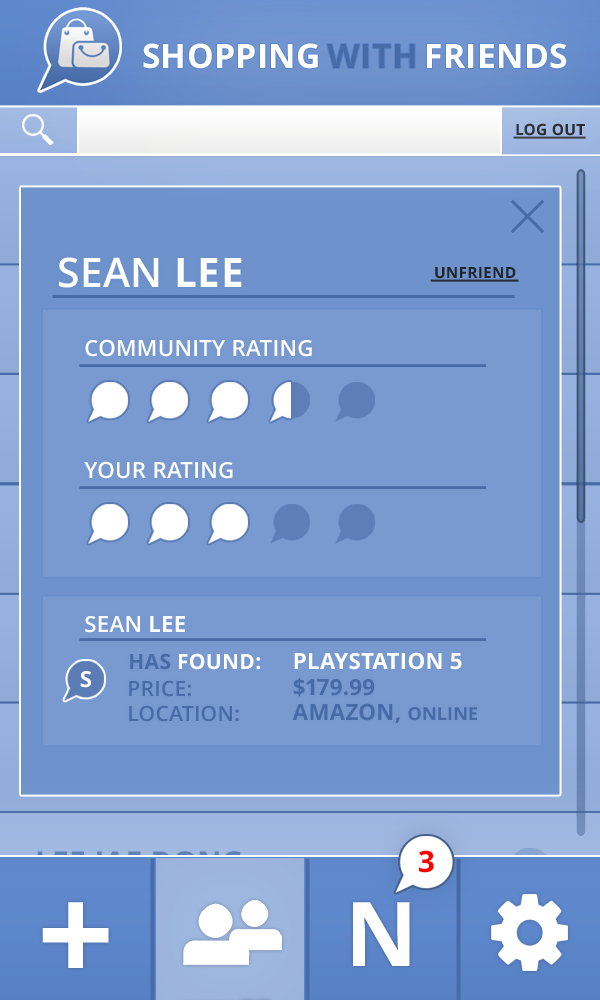 SHOPPING WITH FRIENDS
LOG OUT
SEAN LEE
UNFRIEND
COMMUNITY RATING
YOUR RATING
SEAN LEE
S
HAS FOUND: PLAYSTATION 5
PRICE: $179.99
LOCATION: AMAZON, ONLINE
3
N